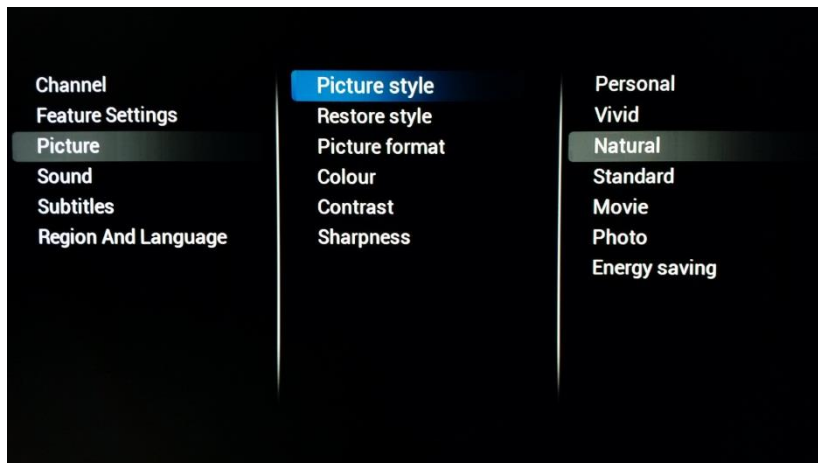 Channel
Feature Settings
Picture
Sound
Subtitles
Region And Language
Picture style
Restore style
Picture format
Colour
Contrast
Sharpness
Personal
Vivid
Natural
Standard
Movie
Photo
Energy saving